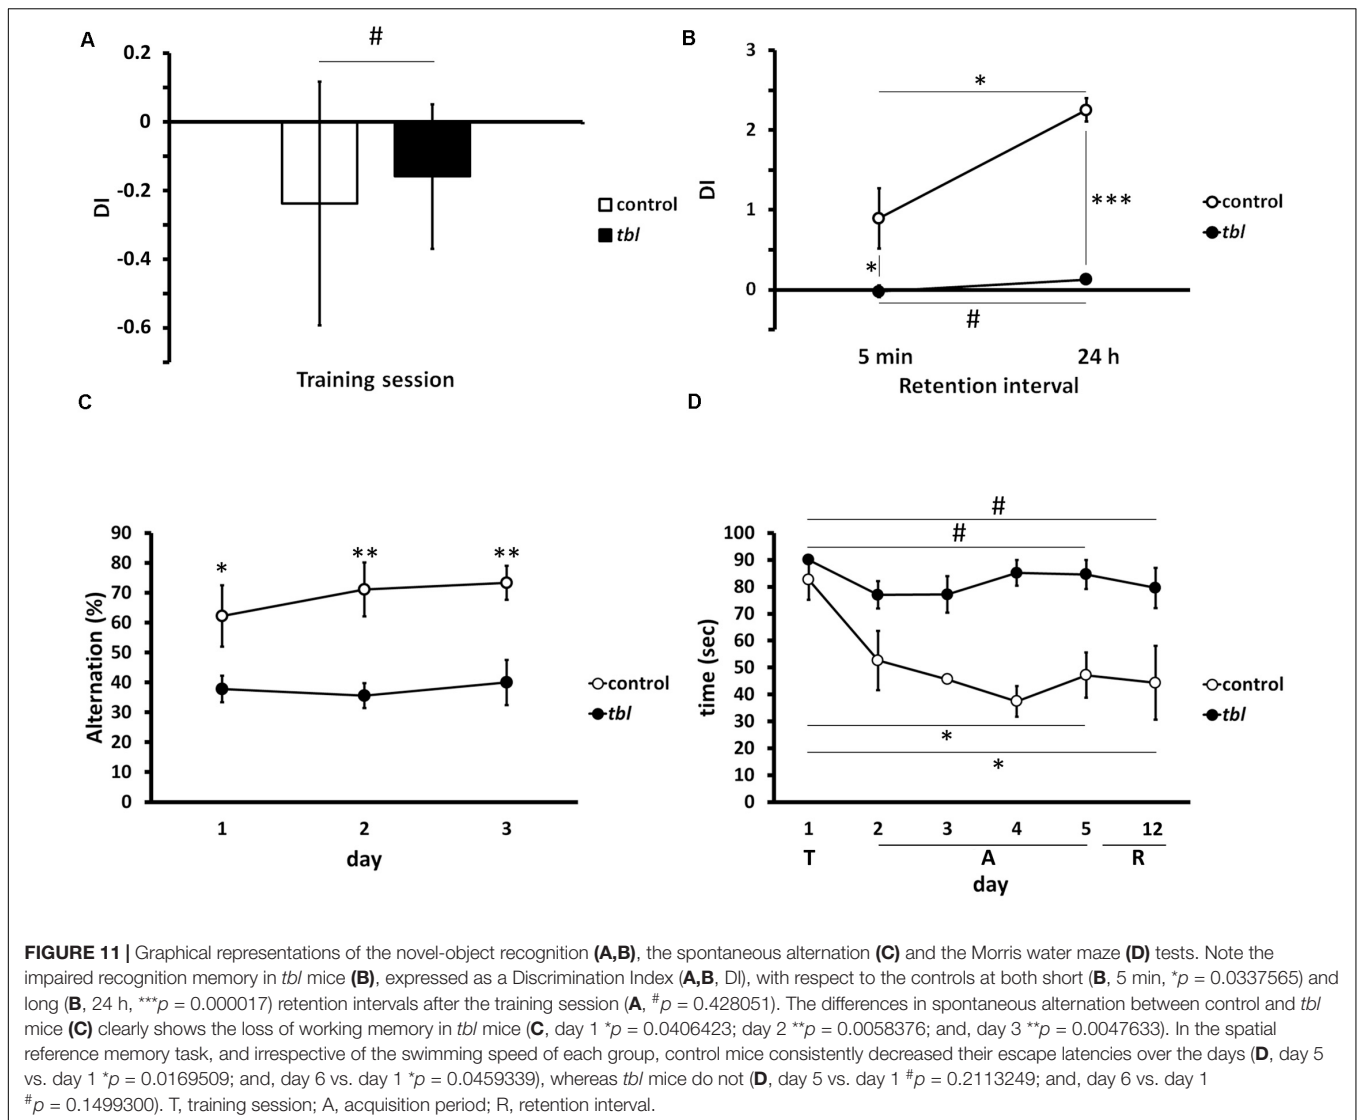 A
#
0.2
0
-0.2
-0.4
-0.6
DI
Training session
control
tbl
B
3
2
1
0
DI
*
***
*
#
5 min 24 h
Retention interval
control
tbl
C
90
80
70
60
50
40
30
20
10
0
Alternation (%)
* ** **
1 2 3
day
control
tbl
D
#
#
100
90
80
70
60
50
40
30
20
10
0
time (sec)
*
*
1 2 3 4 5 12
T A R
day
control
tbl
FIGURE 11 | Graphical representations of the novel-object recognition (A,B), the spontaneous alternation (C) and the Morris water maze (D) tests. Note the
impaired recognition memory in tbl mice (B), expressed as a Discrimination Index (A,B, DI), with respect to the controls at both short (B, 5 min, *p = 0.0337565) and
long (B, 24 h, ***p = 0.000017) retention intervals after the training session (A, #p = 0.428051). The differences in spontaneous alternation between control and tbl
mice (C) clearly shows the loss of working memory in tbl mice (C, day 1 *p = 0.0406423; day 2 **p = 0.0058376; and, day 3 **p = 0.0047633). In the spatial
reference memory task, and irrespective of the swimming speed of each group, control mice consistently decreased their escape latencies over the days (D, day 5
vs. day 1 *p = 0.0169509; and, day 6 vs. day 1 *p = 0.0459339), whereas tbl mice do not (D, day 5 vs. day 1 #p = 0.2113249; and, day 6 vs. day 1
#p = 0.1499300). T, training session; A, acquisition period; R, retention interval.